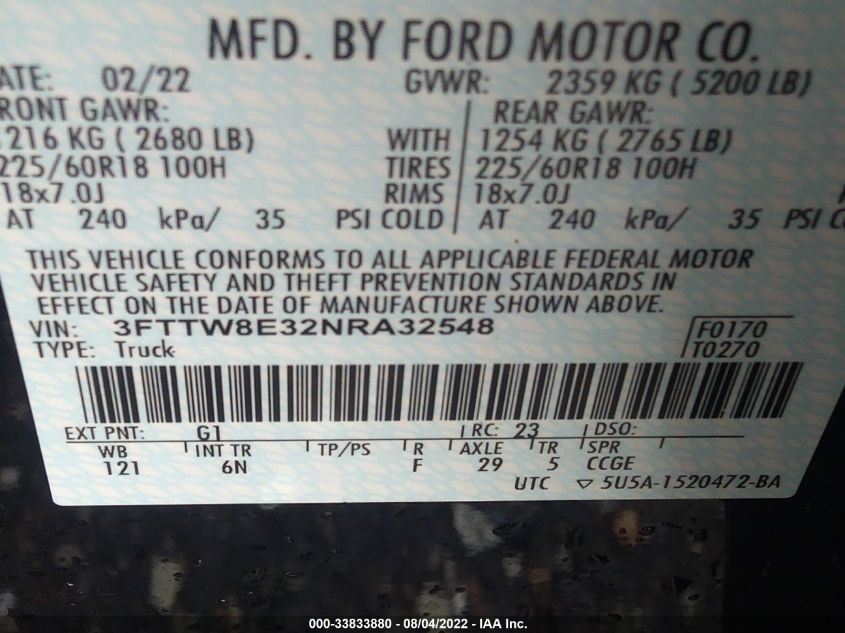 MFD. BY FORD MOTOR CO.
ATE: 02/22 GVWR: 2359 KG ( 5200 LB)
RONT GAWR: REAR GAWR:
216 KG ( 2680 LB) WITH 1254 KG ( 2765 LB)
225/60R18 100H TIRES 225/60R18 100H
18x7.0J RIMS 18x7.0J
AT 240 kPa/ 35 PSI COLD AT 240 kPa/ 35 PSI C
THIS VEHICLE CONFORMS TO ALL APPLICABLE FEDERAL MOTOR
VEHICLE SAFETY AND THEFT PREVENTION STANDARDS IN
EFFECT ON THE DATE OF MANUFACTURE SHOWN ABOVE.
VIN: 3FTTW8E32NRA32548 F0170
TYPE: Truck T0270
EXT PNT: G1 RC: 23 DSO:
WB INT TR TP/PS R AXLE TR SPR
121 6N F 29 5 CCGE
UTC ▽ 5U5A-1520472-BA
000-33833880 - 08/04/2022 - IAA Inc.